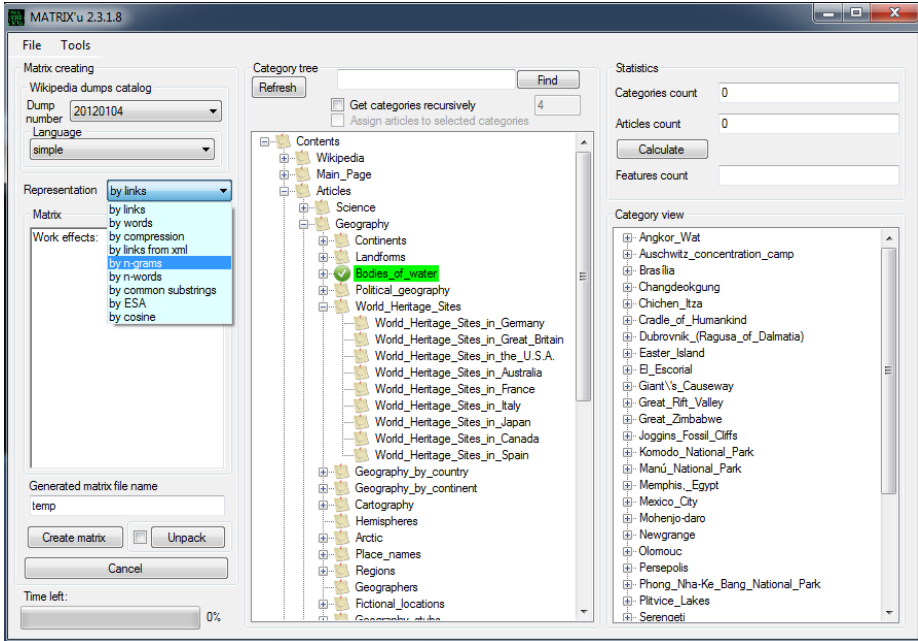 MATRIX'u 2.3.1.8
File Tools
Matrix creating
Wikipedia dumps catalog
Dump number 20120104
Language
simple
Representation by links
by links
by words
by compression
by links from xml
by n-grams
by n-words
by common substrings
by ESA
by cosine
Matrix
Work effects:
Generated matrix file name
temp
Create matrix Unpack
Cancel
Time left:
0%
Category tree
Refresh Find
Get categories recursively 4
Assign articles to selected categories
Contents
Wikipedia
Main_Page
Articles
Science
Geography
Continents
Landforms
Bodies_of_water
Political_geography
World_Heritage_Sites
World_Heritage_Sites_in_Germany
World_Heritage_Sites_in_Great_Britain
World_Heritage_Sites_in_the_U.S.A.
World_Heritage_Sites_in_Australia
World_Heritage_Sites_in_France
World_Heritage_Sites_in_Italy
World_Heritage_Sites_in_Japan
World_Heritage_Sites_in_Canada
World_Heritage_Sites_in_Spain
Geography_by_country
Geography_by_continent
Cartography
Hemispheres
Arctic
Place_names
Regions
Geographers
Fictional_locations
Geography_stubs
Statistics
Categories count 0
Articles count 0
Calculate
Features count
Category view
Angkor_Wat
Auschwitz_concentration_camp
Brasília
Changdeokgung
Chichen_Itza
Cradle_of_Humankind
Dubrovnik_(Ragusa_of_Dalmatia)
Easter_Island
El_Escorial
Giant\'s_Causeway
Great_Rift_Valley
Great_Zimbabwe
Joggins_Fossil_Cliffs
Komodo_National_Park
Manú_National_Park
Memphis,_Egypt
Mexico_City
Mohenjo-daro
Newgrange
Olomouc
Persepolis
Phong_Nha-Ke_Bang_National_Park
Plitvice_Lakes
Serengeti